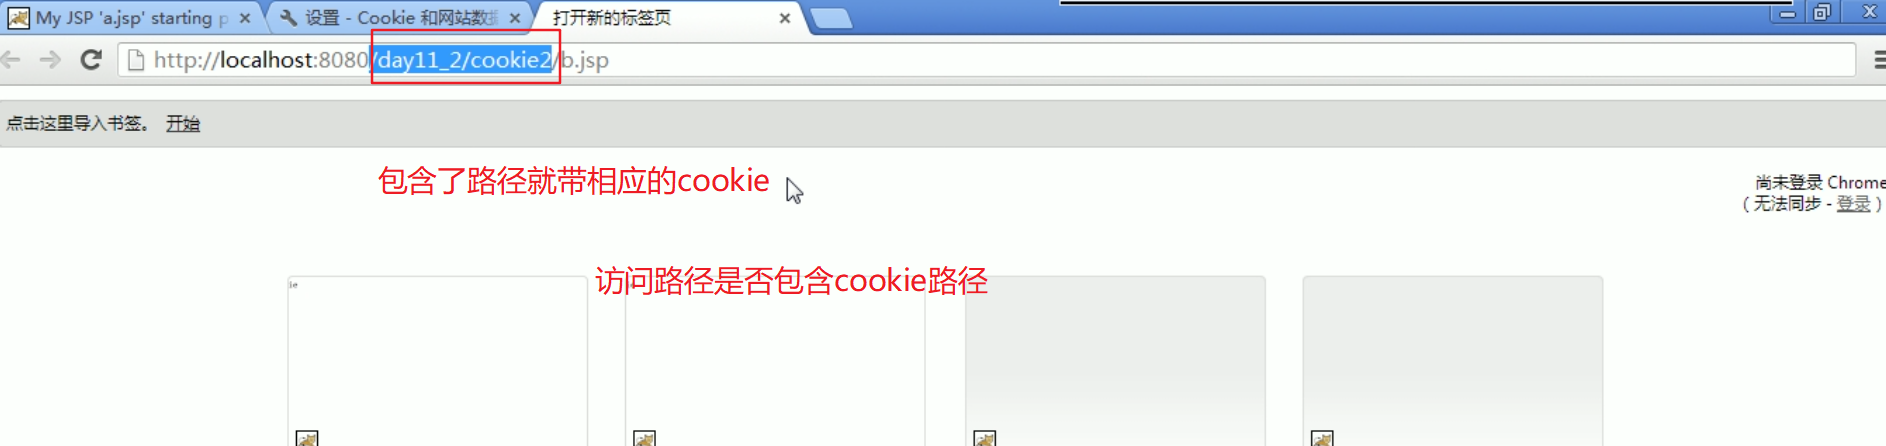 My JSP 'a.jsp' starting p
设置 - Cookie 和网站数据
打开新的标签页
http://localhost:8080/day11_2/cookie2/b.jsp
点击这里导入书签。 开始
包含了路径就带相应的cookie
尚未登录 Chrome
（无法同步 - 登录）
访问路径是否包含cookie路径
ie